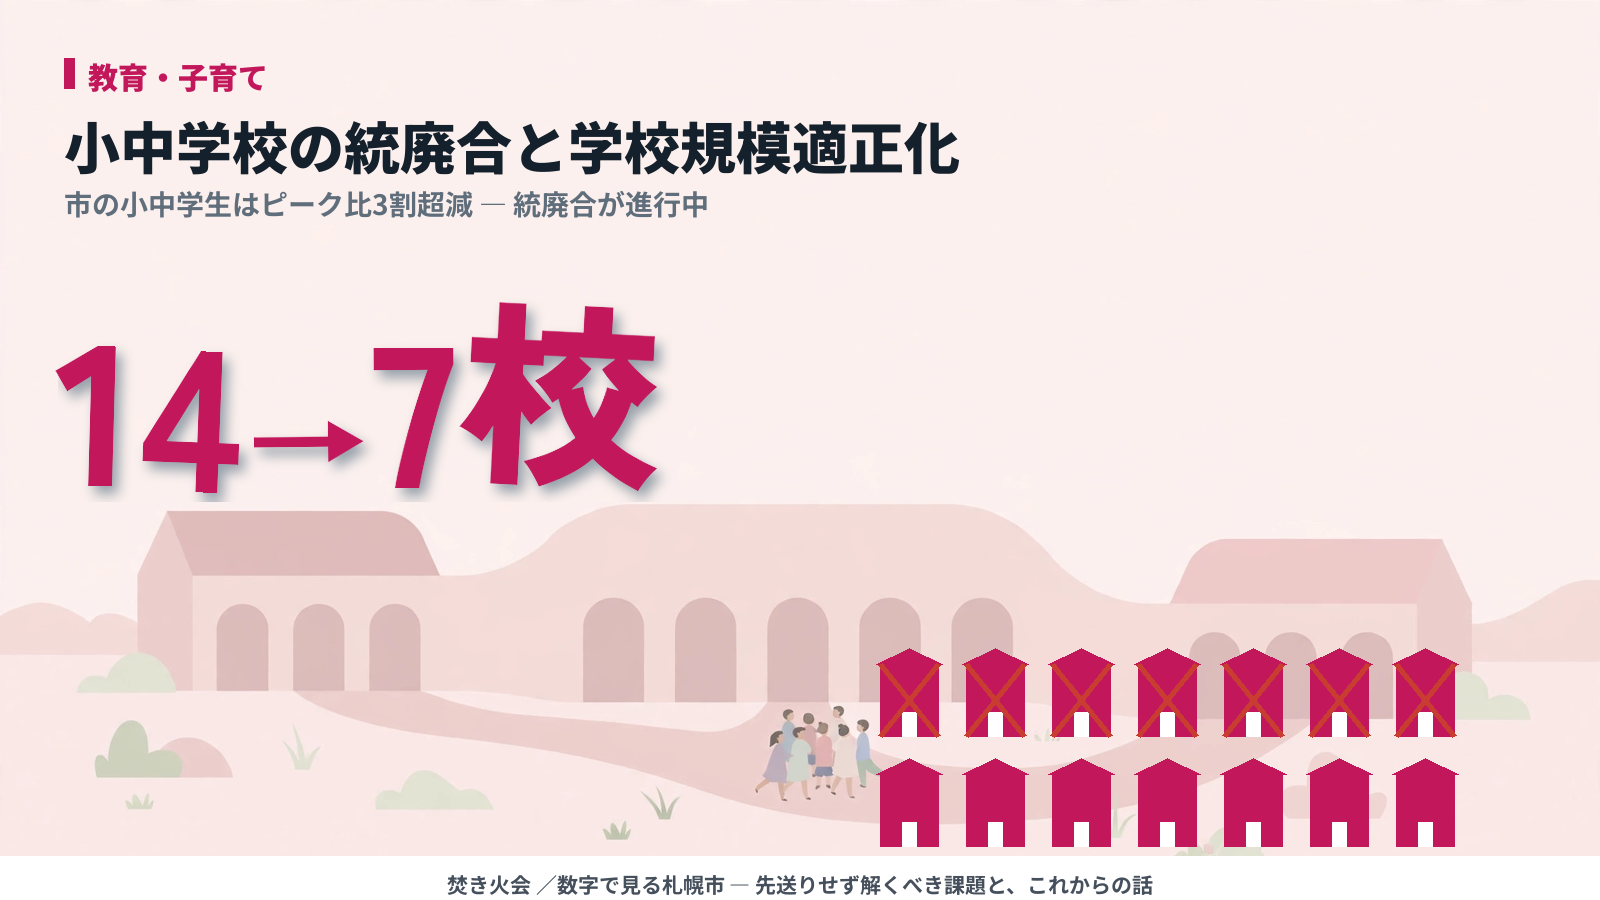 教育・子育て
小中学校の統廃合と学校規模適正化
市の小中学生はピーク比3割超減 — 統廃合が進行中
14→7校
焚き火会 ／数字で見る札幌市 — 先送りせず解くべき課題と、これからの話